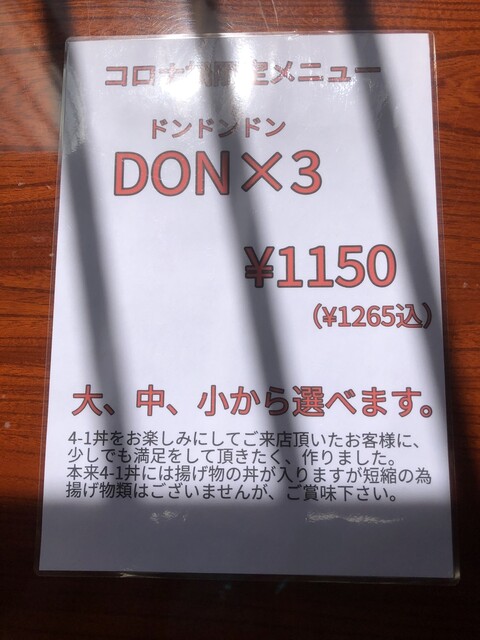 コロナ 限定メニュー
ドンドンドン
DON×3
¥1150
(¥1265込)
大、中、小から選べます。
4-1丼をお楽しみにしてご来店頂いたお客様に、
少しでも満足をして頂きたく、作りました。
本来4-1丼には揚げ物の丼が入りますが短縮の為
揚げ物類はございませんが、ご賞味下さい。